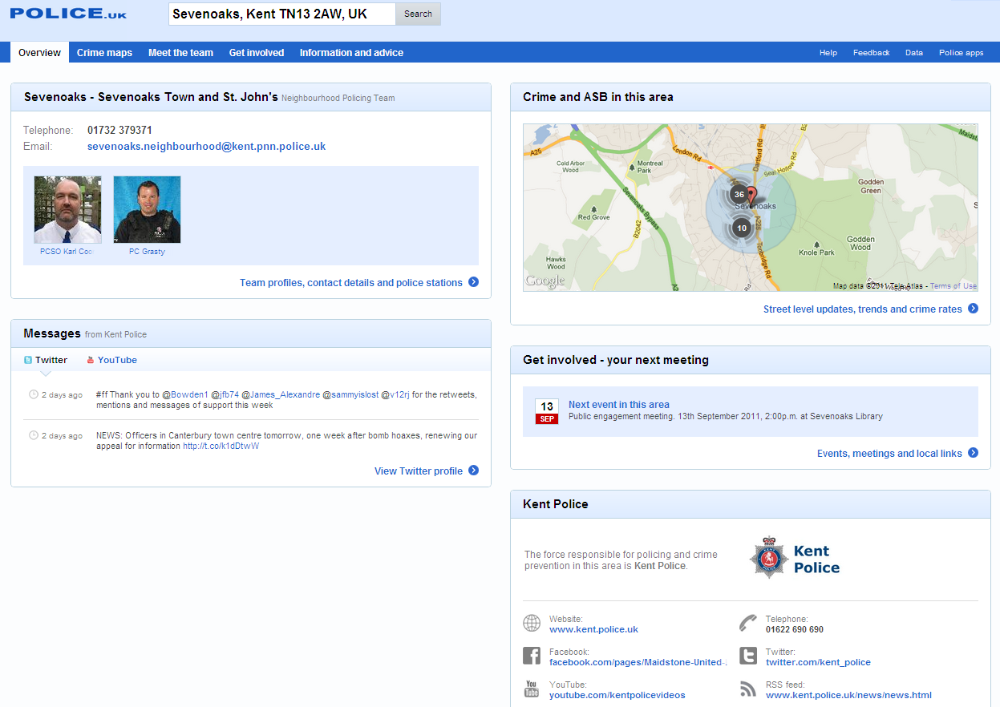 POLICE.UK
Sevenoaks, Kent TN13 2AW, UK
Search
Overview
Crime maps
Meet the team
Get involved
Information and advice
Help
Feedback
Data
Police apps
Sevenoaks - Sevenoaks Town and St. John's Neighbourhood Policing Team
Telephone: 01732 379371
Email: sevenoaks.neighbourhood@kent.pnn.police.uk
PCSO Karl Coo
PC Grasty
Team profiles, contact details and police stations
Messages from Kent Police
Twitter
YouTube
2 days ago
#ff Thank you to @Bowden1 @jfb74 @James_Alexandre @sammyislost @v12rj for the retweets,
mentions and messages of support this week
2 days ago
NEWS: Officers in Canterbury town centre tomorrow, one week after bomb hoaxes, renewing our
appeal for information http://t.co/k1dDtwW
View Twitter profile
Crime and ASB in this area
A25
Cold Arbor
Wood
Montreal
Park
London Rd
Dartford Rd
Seal Hollow Rd
B2
Maidst
Godden
Green
Sevenoaks Bypass
36
Sevenoaks
S
Red Grove
B2042
10
A225
Tonbridge Rd
Knole Park
Godden
Wood
Hawks
Wood
Rd
A2
Google
Map data ©2011 Tele Atlas - Terms of Use
Street level updates, trends and crime rates
Get involved - your next meeting
13
SEP
Next event in this area
Public engagement meeting. 13th September 2011, 2:00p.m. at Sevenoaks Library
Events, meetings and local links
Kent Police
The force responsible for policing and crime
prevention in this area is Kent Police.
Kent
Police
Website:
www.kent.police.uk
Telephone:
01622 690 690
Facebook:
facebook.com/pages/Maidstone-United-.
Twitter:
twitter.com/kent_police
You
Tube
YouTube:
youtube.com/kentpolicevideos
RSS feed:
www.kent.police.uk/news/news.html